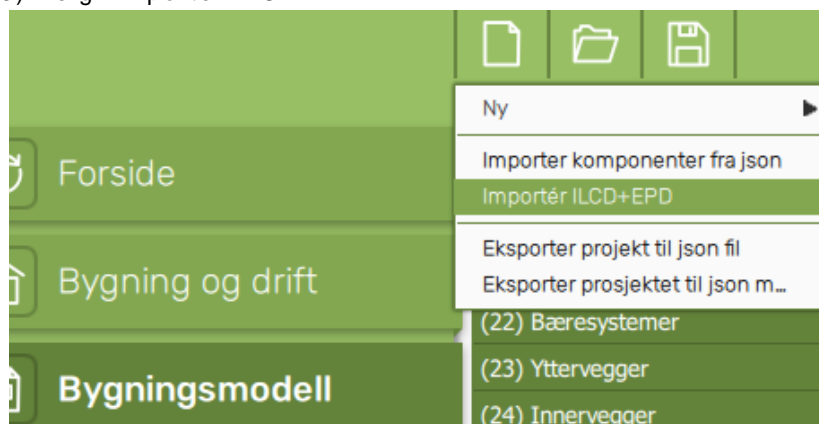 Ny
Importer komponenter fra json
Importér ILCD+EPD
Eksporter projekt til json fil
Eksporter prosjektet til json m...
Forside
Bygning og drift
Bygningsmodell
(22) Bæresystemer
(23) Yttervegger
(24) Innervegger